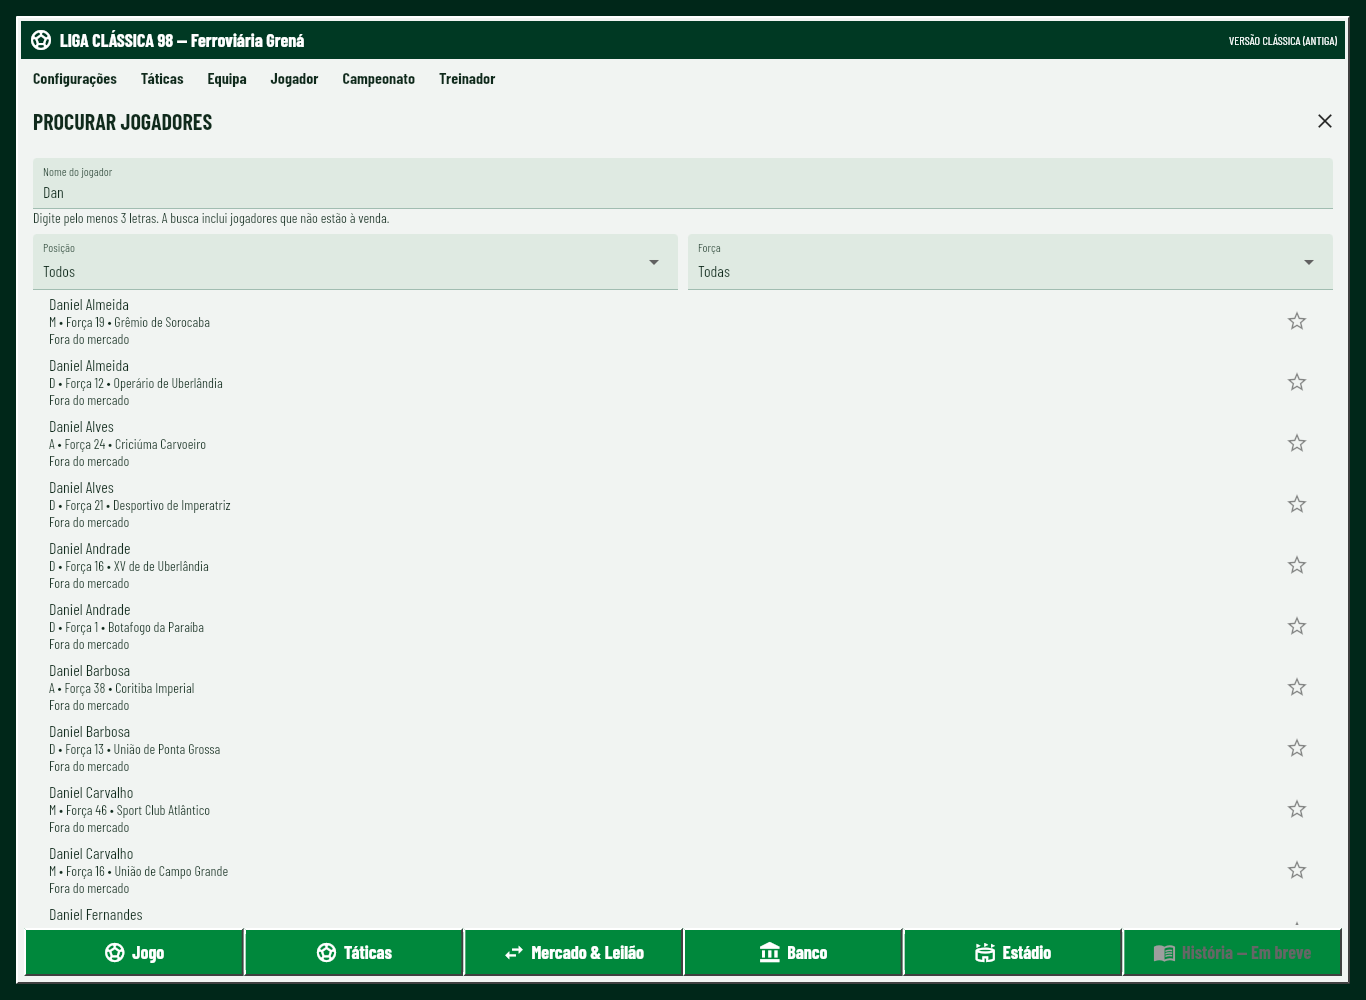 LIGA CLÁSSICA 98 — Ferroviária Grená
VERSÃO CLÁSSICA (ANTIGA)
Configurações Táticas Equipa Jogador Campeonato Treinador
PROCURAR JOGADORES
Nome do jogador
Dan
Digite pelo menos 3 letras. A busca inclui jogadores que não estão à venda.
Posição
Todos
Força
Todas
Daniel Almeida
M • Força 19 • Grêmio de Sorocaba
Fora do mercado
Daniel Almeida
D • Força 12 • Operário de Uberlândia
Fora do mercado
Daniel Alves
A • Força 24 • Criciúma Carvoeiro
Fora do mercado
Daniel Alves
D • Força 21 • Desportivo de Imperatriz
Fora do mercado
Daniel Andrade
D • Força 16 • XV de de Uberlândia
Fora do mercado
Daniel Andrade
D • Força 1 • Botafogo da Paraíba
Fora do mercado
Daniel Barbosa
A • Força 38 • Coritiba Imperial
Fora do mercado
Daniel Barbosa
D • Força 13 • União de Ponta Grossa
Fora do mercado
Daniel Carvalho
M • Força 46 • Sport Club Atlântico
Fora do mercado
Daniel Carvalho
M • Força 16 • União de Campo Grande
Fora do mercado
Daniel Fernandes
Jogo Táticas Mercado & Leilão Banco Estádio História — Em breve